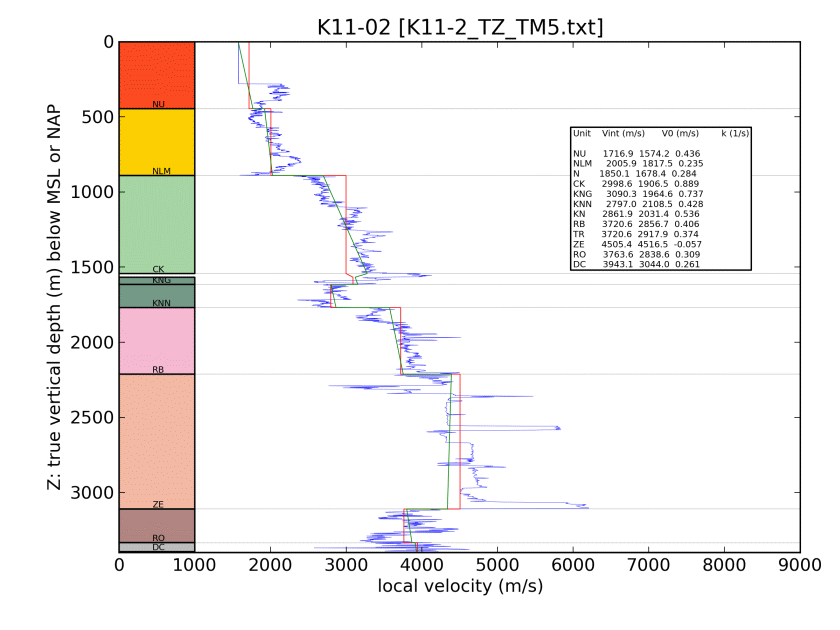 K11-02 [K11-2_TZ_TM5.txt]
Z: true vertical depth (m) below MSL or NAP
0
500
1000
1500
2000
2500
3000
NU
NLM
CK
KNG
KNN
RB
ZE
RO
DC
Unit Vint (m/s) V0 (m/s) k (1/s)
NU 1716.9 1574.2 0.436
NLM 2005.9 1817.5 0.235
N 1850.1 1678.4 0.284
CK 2998.6 1906.5 0.889
KNG 3090.3 1964.6 0.737
KNN 2797.0 2108.5 0.428
KN 2861.9 2031.4 0.536
RB 3720.6 2856.7 0.406
TR 3720.6 2917.9 0.374
ZE 4505.4 4516.5 -0.057
RO 3763.6 2838.6 0.309
DC 3943.1 3044.0 0.261
0 1000 2000 3000 4000 5000 6000 7000 8000 9000
local velocity (m/s)